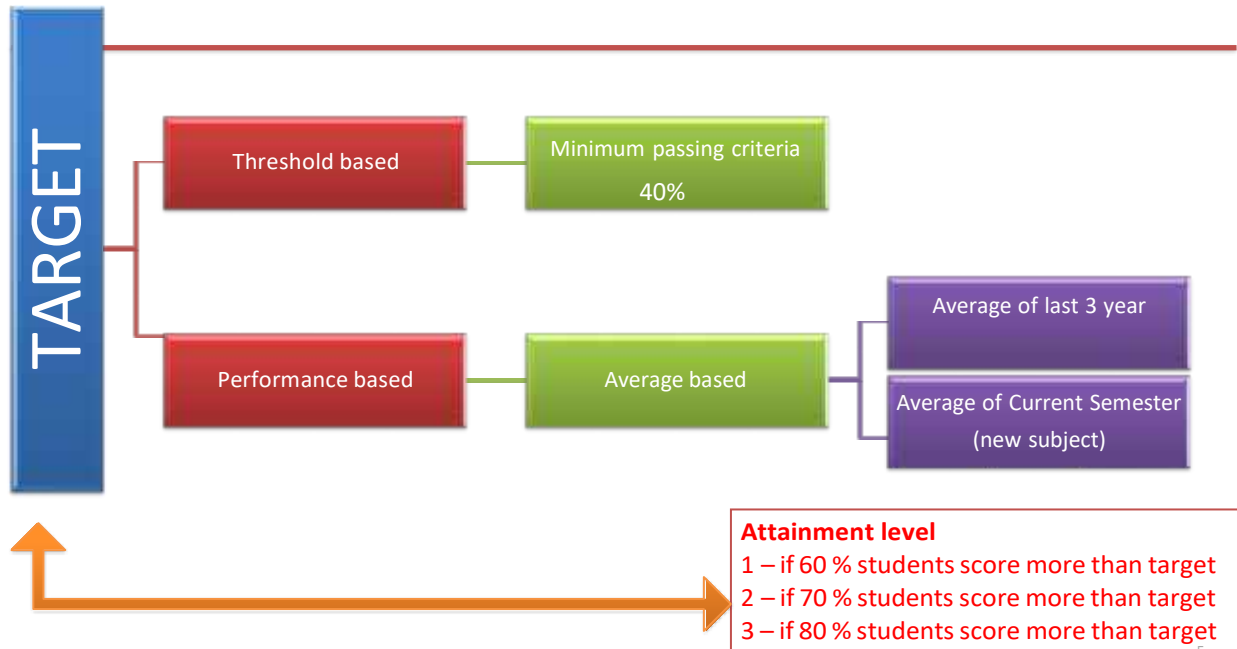 TARGET
Threshold based
Minimum passing criteria
40%
Performance based
Average based
Average of last 3 year
Average of Current Semester
(new subject)
Attainment level
1 – if 60 % students score more than target
2 – if 70 % students score more than target
3 – if 80 % students score more than target